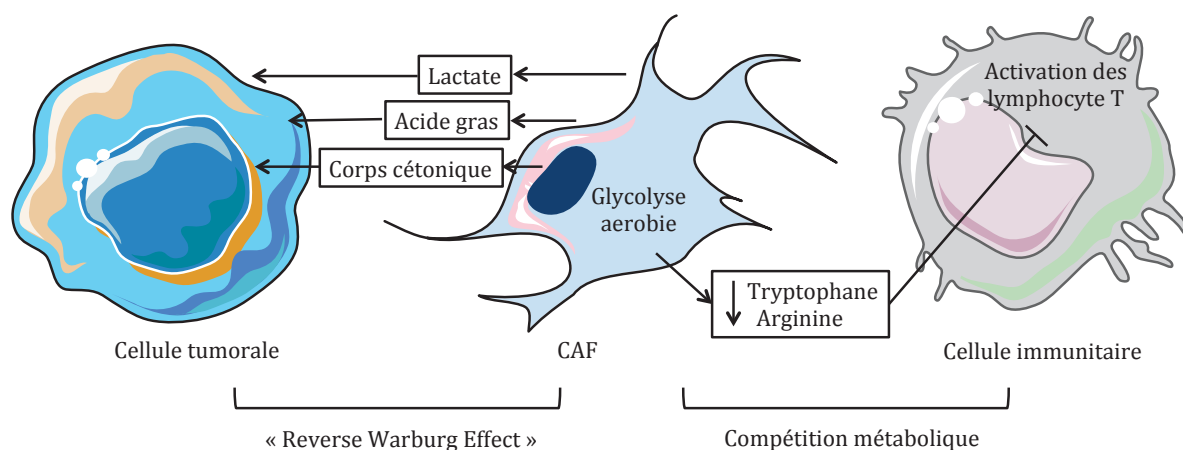 Lactate
Acide gras
Corps cétonique
Glycolyse
aerobie
Activation des
lymphocyte T
Tryptophane
Arginine
Cellule tumorale
CAF
Cellule immunitaire
« Reverse Warburg Effect »
Compétition métabolique